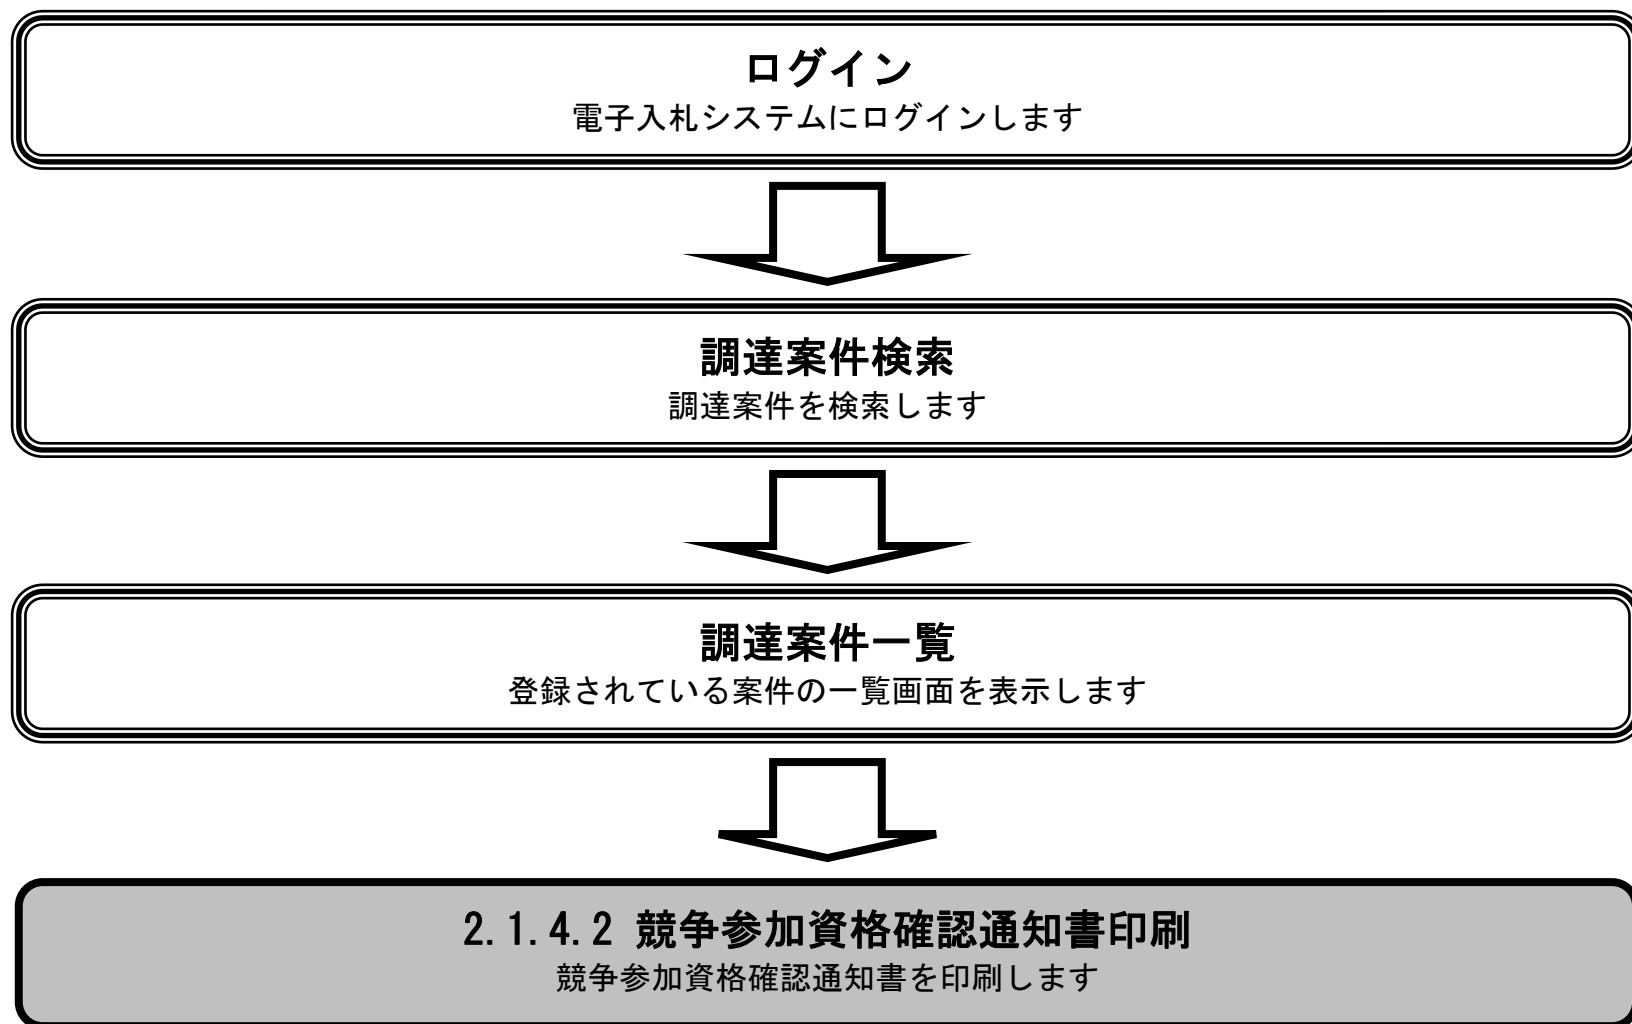 ログイン
電子入札システムにログインします
調達案件検索
調達案件を検索します
調達案件一覧
登録されている案件の一覧画面を表示します
2.1.4.2 競争参加資格確認通知書印刷
競争参加資格確認通知書を印刷します